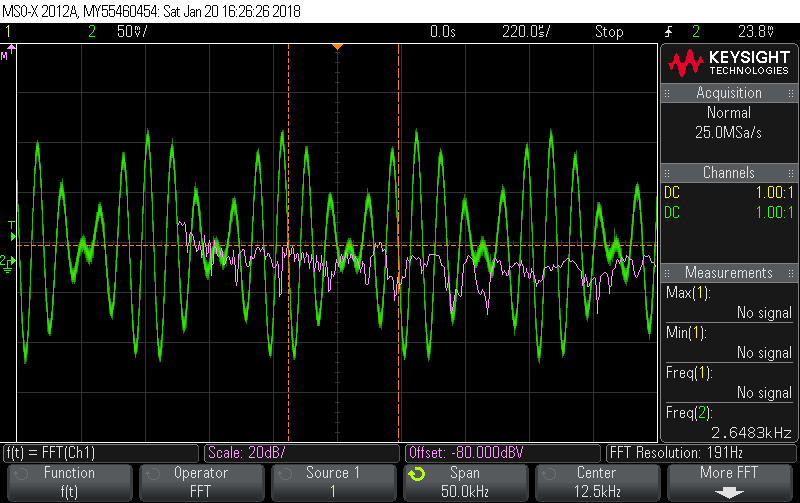 MSO-X 2012A, MY55460454: Sat Jan 20 16:26:26 2018
1 2 50mV/ 0.0s 220.0us/ Stop 2 23.8mV
M
T
2
KEYSIGHT
TECHNOLOGIES
Acquisition
Normal
25.0MSa/s
Channels
DC 1.00:1
DC 1.00:1
Measurements
Max(1):
No signal
Min(1):
No signal
Freq(1):
No signal
Freq(2):
2.6483kHz
f(t) = FFT(Ch1) Scale: 20dB/ Offset: -80.000dBV FFT Resolution: 191Hz
Function Operator Source 1 Span Center More FFT
f(t) FFT 1 50.0kHz 12.5kHz